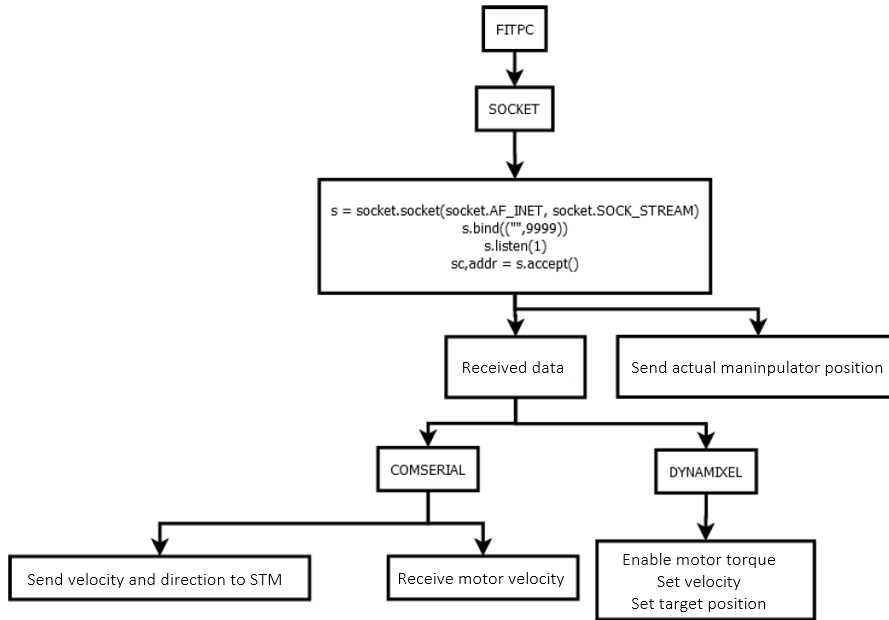 FITPC
SOCKET
s = socket.socket(socket.AF_INET, socket.SOCK_STREAM)
s.bind(("",9999))
s.listen(1)
sc,addr = s.accept()
Received data
Send actual maninpulator position
COMSERIAL
DYNAMIXEL
Send velocity and direction to STM
Receive motor velocity
Enable motor torque
Set velocity
Set target position